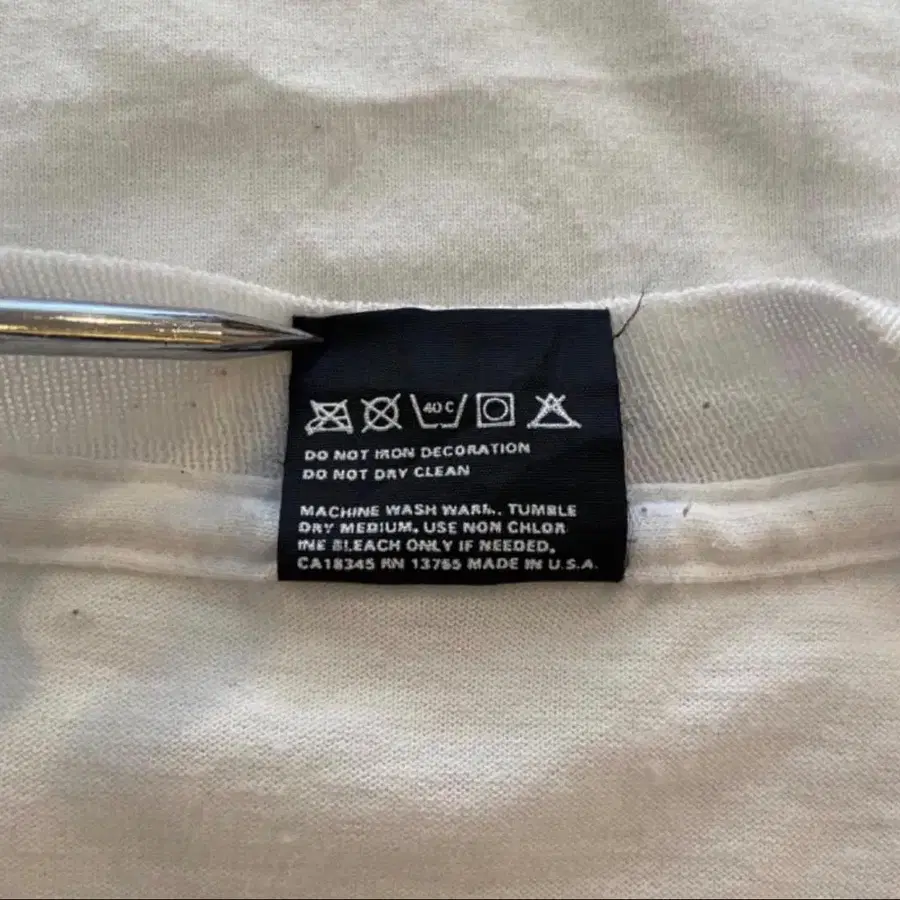 40 C
DO NOT IRON DECORATION
DO NOT DRY CLEAN
MACHINE WASH WARM. TUMBLE
DRY MEDIUM. USE NON CHLOR
INE BLEACH ONLY IF NEEDED.
CA18345 RN 13765 MADE IN U.S.A.